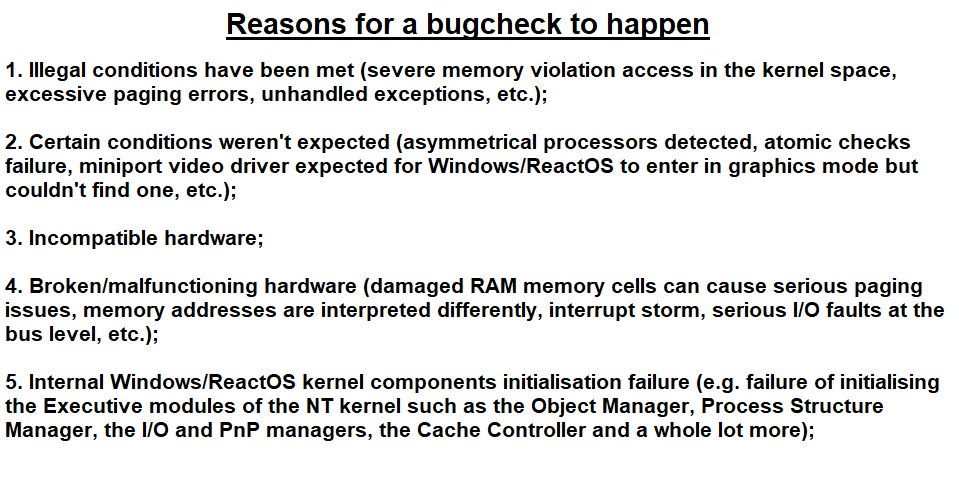 Reasons for a bugcheck to happen
1. Illegal conditions have been met (severe memory violation access in the kernel space,
excessive paging errors, unhandled exceptions, etc.);
2. Certain conditions weren't expected (asymmetrical processors detected, atomic checks
failure, miniport video driver expected for Windows/ReactOS to enter in graphics mode but
couldn't find one, etc.);
3. Incompatible hardware;
4. Broken/malfunctioning hardware (damaged RAM memory cells can cause serious paging
issues, memory addresses are interpreted differently, interrupt storm, serious I/O faults at the
bus level, etc.);
5. Internal Windows/ReactOS kernel components initialisation failure (e.g. failure of initialising
the Executive modules of the NT kernel such as the Object Manager, Process Structure
Manager, the I/O and PnP managers, the Cache Controller and a whole lot more);